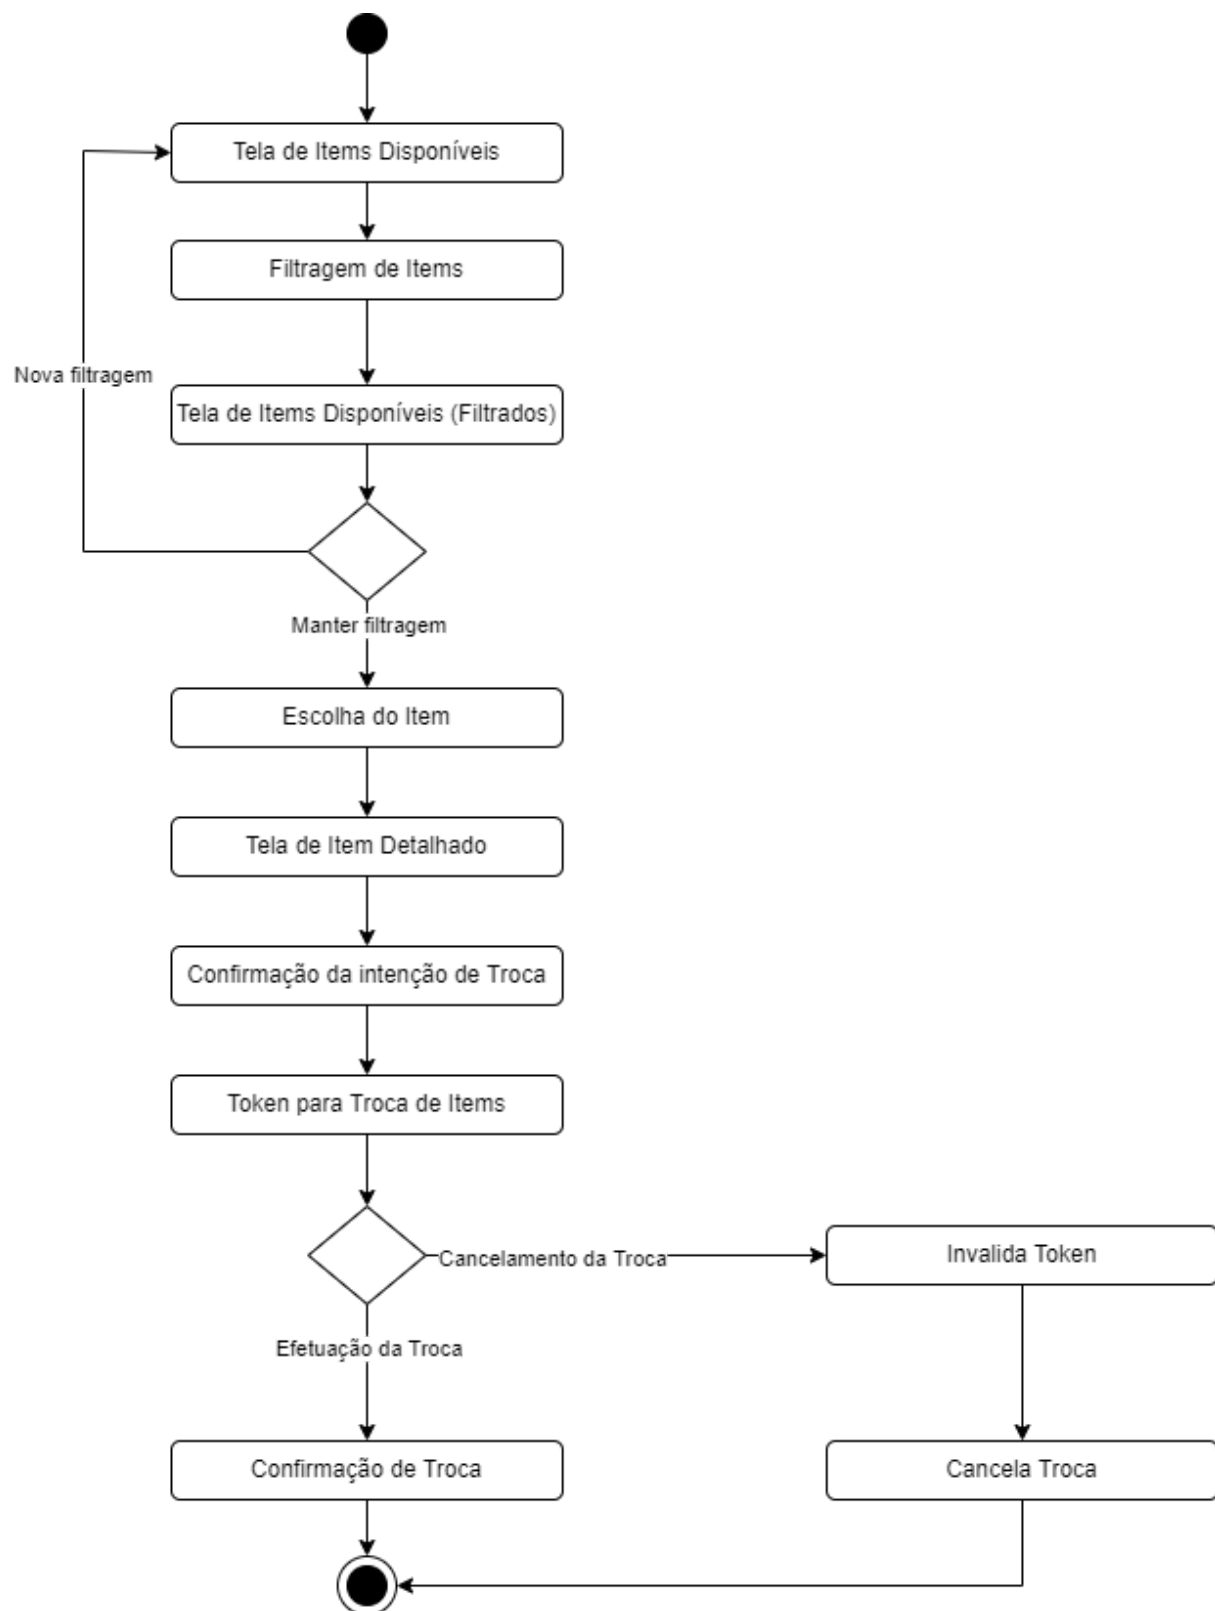 Tela de Items Disponíveis
Filtragem de Items
Nova filtragem
Tela de Items Disponíveis (Filtrados)
Manter filtragem
Escolha do Item
Tela de Item Detalhado
Confirmação da intenção de Troca
Token para Troca de Items
Cancelamento da Troca
Invalida Token
Efetuação da Troca
Confirmação de Troca
Cancela Troca